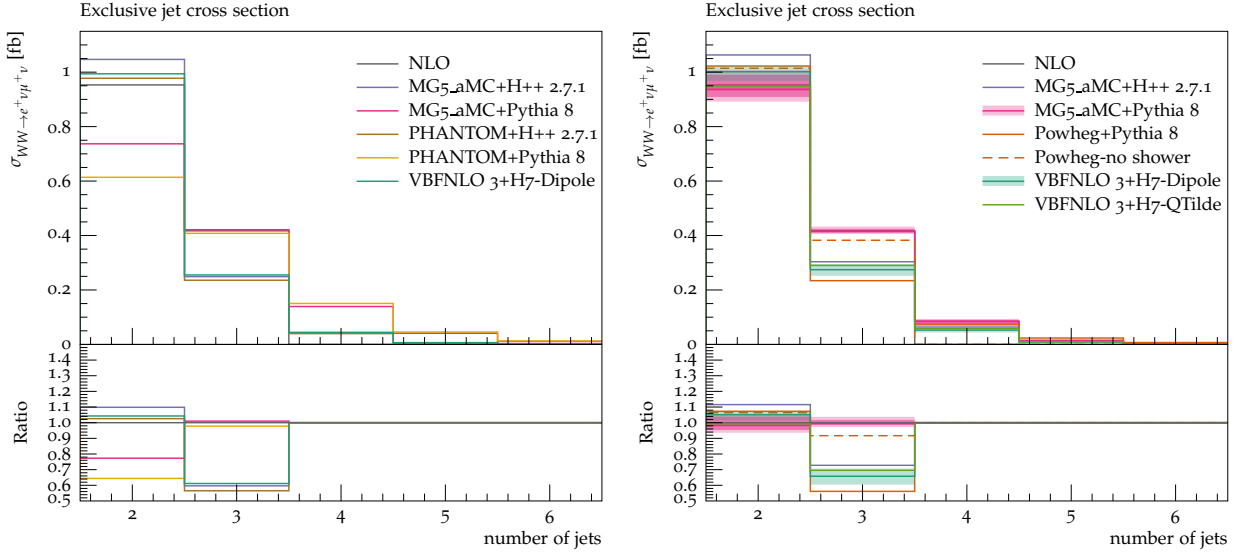 Exclusive jet cross section
σ_{WW→e⁺νμ⁺ν} [fb]
NLO
MG5_aMC+H++ 2.7.1
MG5_aMC+Pythia 8
PHANTOM+H++ 2.7.1
PHANTOM+Pythia 8
VBFNLO 3+H7-Dipole
1
0.8
0.6
0.4
0.2
0
Ratio
1.4
1.3
1.2
1.1
1.0
0.9
0.8
0.7
0.6
0.5
2 3 4 5 6
number of jets
Exclusive jet cross section
σ_{WW→e⁺νμ⁺ν} [fb]
NLO
MG5_aMC+H++ 2.7.1
MG5_aMC+Pythia 8
Powheg+Pythia 8
Powheg-no shower
VBFNLO 3+H7-Dipole
VBFNLO 3+H7-QTilde
1
0.8
0.6
0.4
0.2
0
Ratio
1.4
1.3
1.2
1.1
1.0
0.9
0.8
0.7
0.6
0.5
2 3 4 5 6
number of jets